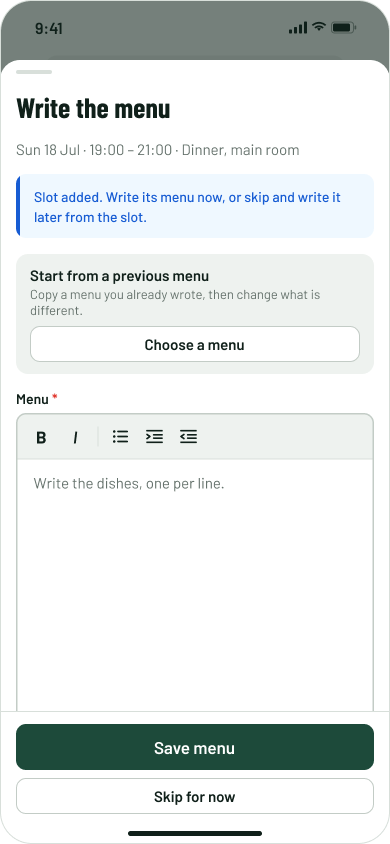 9:41
Write the menu
Sun 18 Jul · 19:00 – 21:00 · Dinner, main room
Slot added. Write its menu now, or skip and write it
later from the slot.
Start from a previous menu
Copy a menu you already wrote, then change what is
different.
Choose a menu
Menu *
B I
Write the dishes, one per line.
Save menu
Skip for now